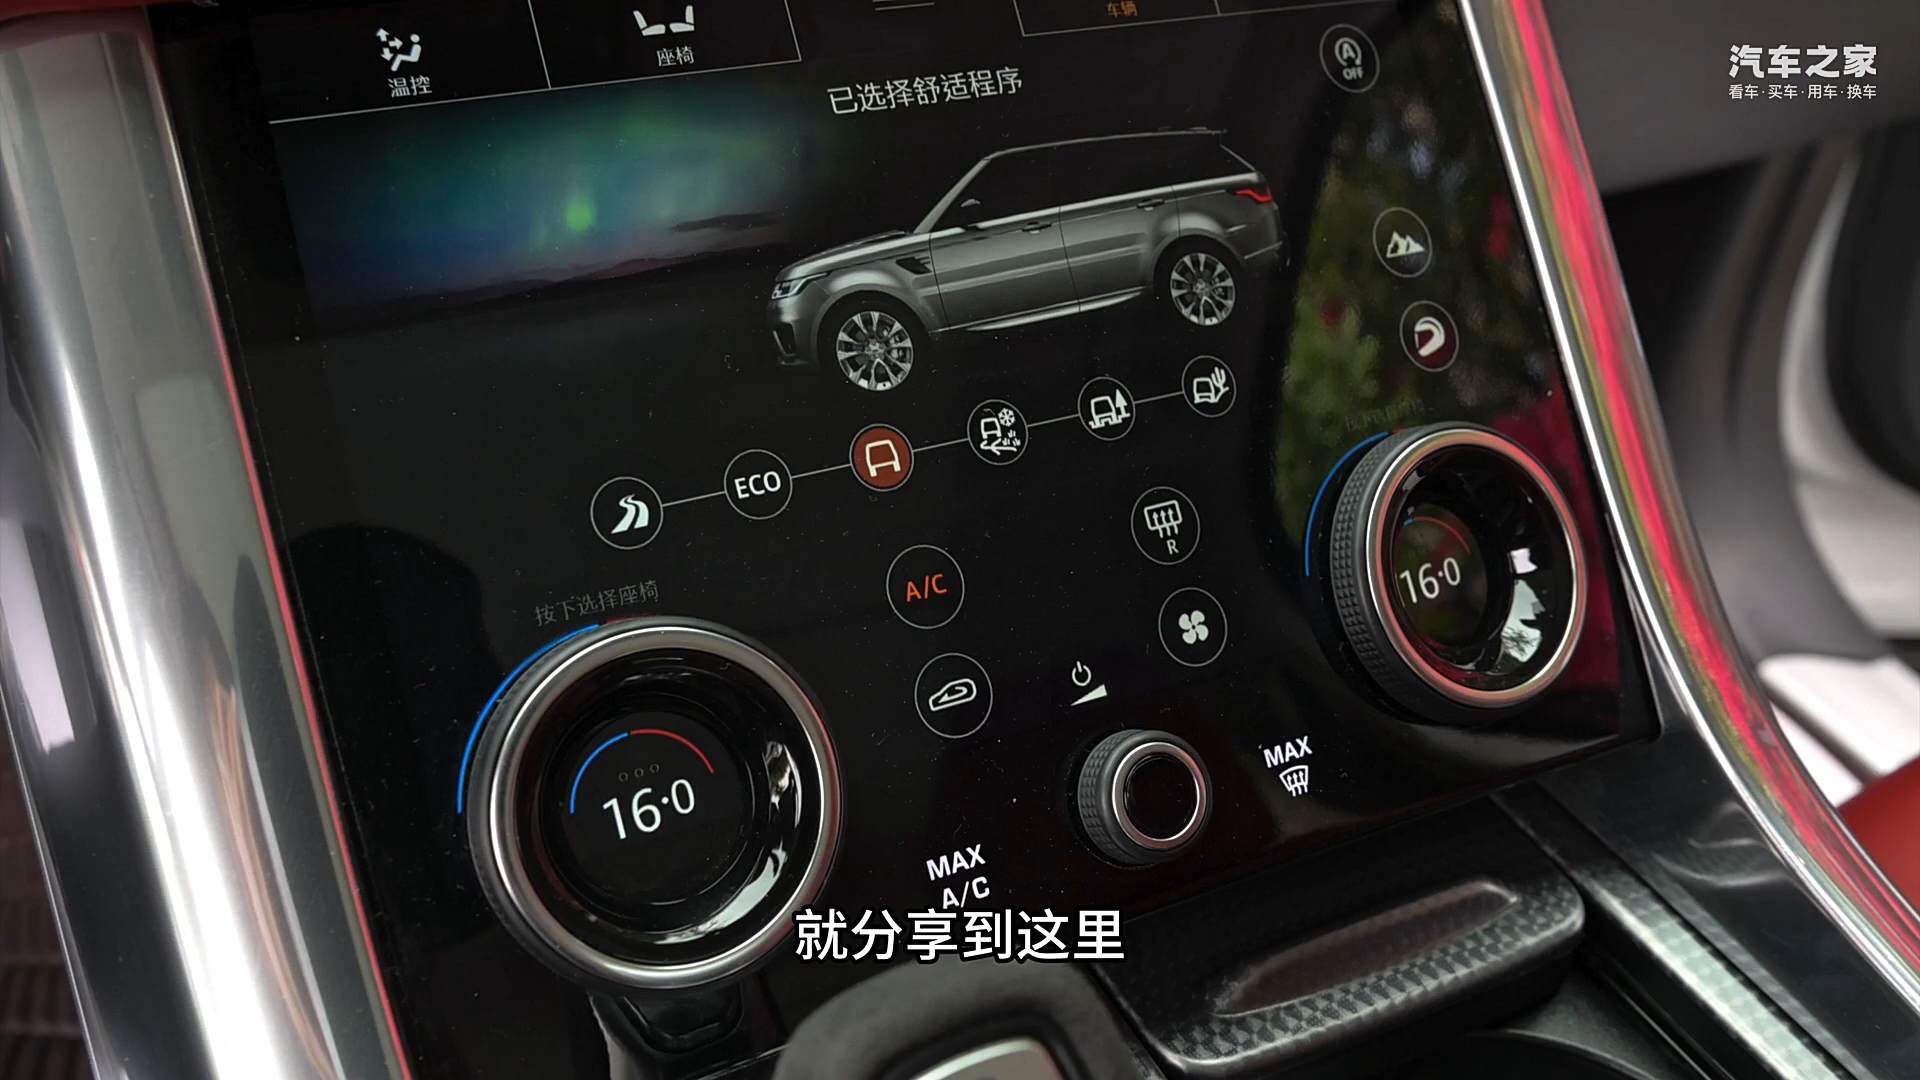 车辆
座椅
温控
OFF
汽车之家
看车·买车·用车·换车
已选择舒适程序
ECO
R
16·0
A/C
按下选择座椅
16·0
MAX
MAX
A/C
就分享到这里